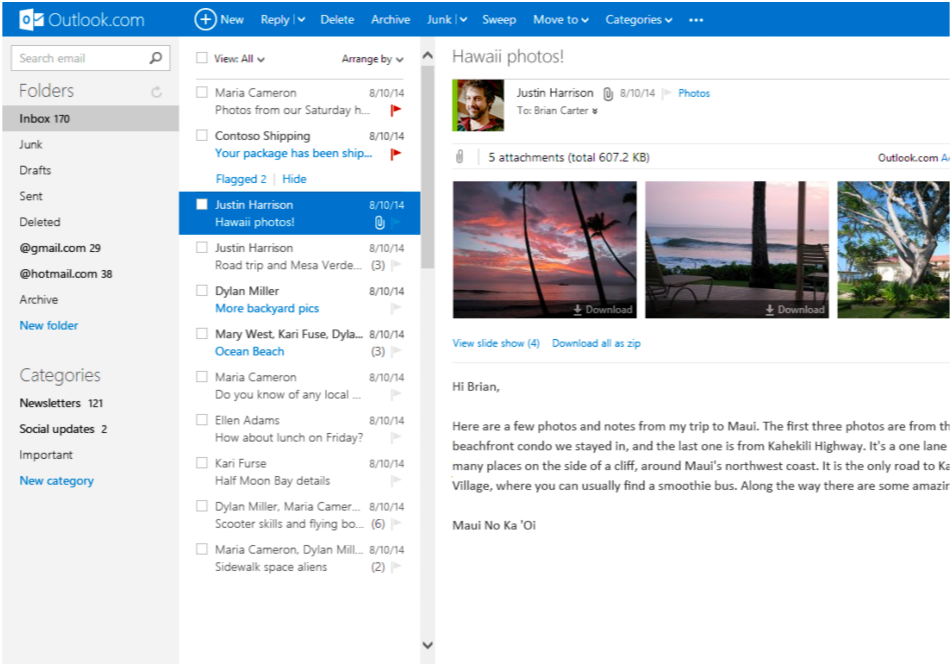 Outlook.com
New Reply Delete Archive Junk Sweep Move to Categories ...
Search email
Folders
Inbox 170
Junk
Drafts
Sent
Deleted
@gmail.com 29
@hotmail.com 38
Archive
New folder
Categories
Newsletters 121
Social updates 2
Important
New category
View: All Arrange by
Maria Cameron 8/10/14
Photos from our Saturday h...
Contoso Shipping 8/10/14
Your package has been ship...
Flagged 2 | Hide
Justin Harrison 8/10/14
Hawaii photos!
Justin Harrison 8/10/14
Road trip and Mesa Verde... (3)
Dylan Miller 8/10/14
More backyard pics
Mary West, Kari Fuse, Dyla... 8/10/14
Ocean Beach (3)
Maria Cameron 8/10/14
Do you know of any local ...
Ellen Adams 8/10/14
How about lunch on Friday?
Kari Furse 8/10/14
Half Moon Bay details
Dylan Miller, Maria Camer... 8/10/14
Scooter skills and flying bo... (6)
Maria Cameron, Dylan Mill... 8/10/14
Sidewalk space aliens (2)
Hawaii photos!
Justin Harrison 8/10/14 Photos
To: Brian Carter
5 attachments (total 607.2 KB) Outlook.com A
Download Download
View slide show (4) Download all as zip
Hi Brian,
Here are a few photos and notes from my trip to Maui. The first three photos are from th
beachfront condo we stayed in, and the last one is from Kahekili Highway. It's a one lane
many places on the side of a cliff, around Maui's northwest coast. It is the only road to Ka
Village, where you can usually find a smoothie bus. Along the way there are some amazin
Maui No Ka 'Oi